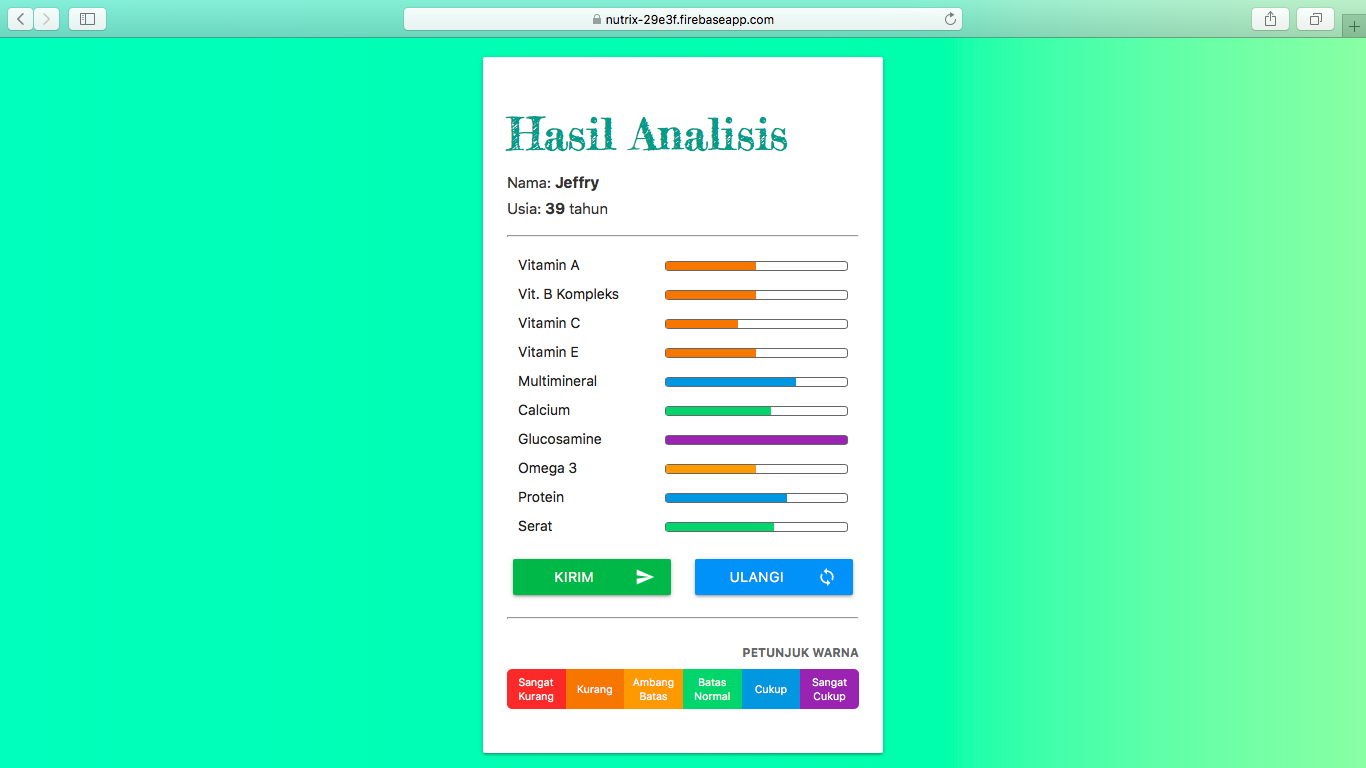 nutrix-29e3f.firebaseapp.com
Hasil Analisis
Nama: Jeffry
Usia: 39 tahun
Vitamin A
Vit. B Kompleks
Vitamin C
Vitamin E
Multimineral
Calcium
Glucosamine
Omega 3
Protein
Serat
KIRIM
ULANGI
PETUNJUK WARNA
Sangat Kurang
Kurang
Ambang Batas
Batas Normal
Cukup
Sangat Cukup